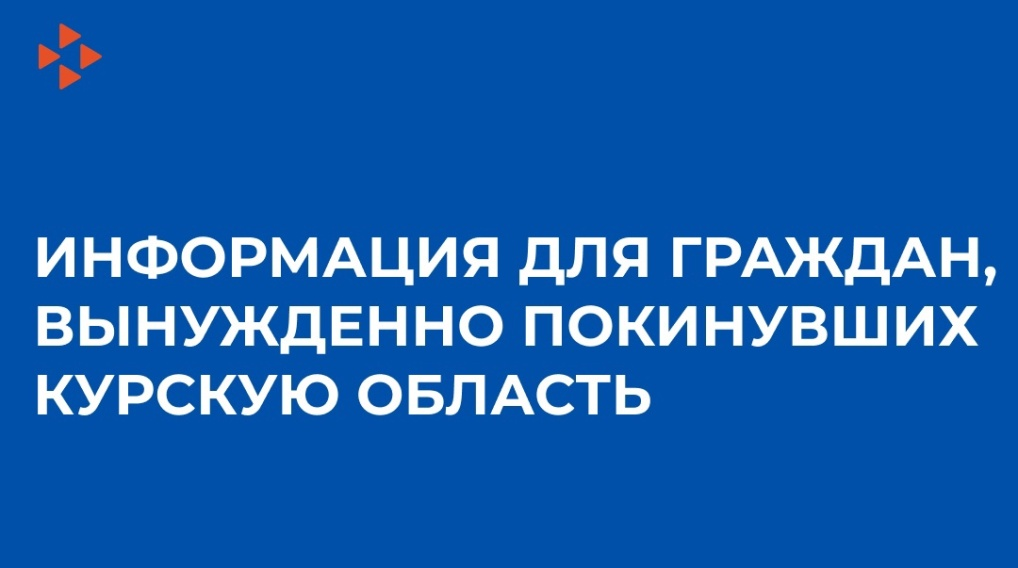 ИНФОРМАЦИЯ ДЛЯ ГРАЖДАН,
ВЫНУЖДЕННО ПОКИНУВШИХ
КУРСКУЮ ОБЛАСТЬ